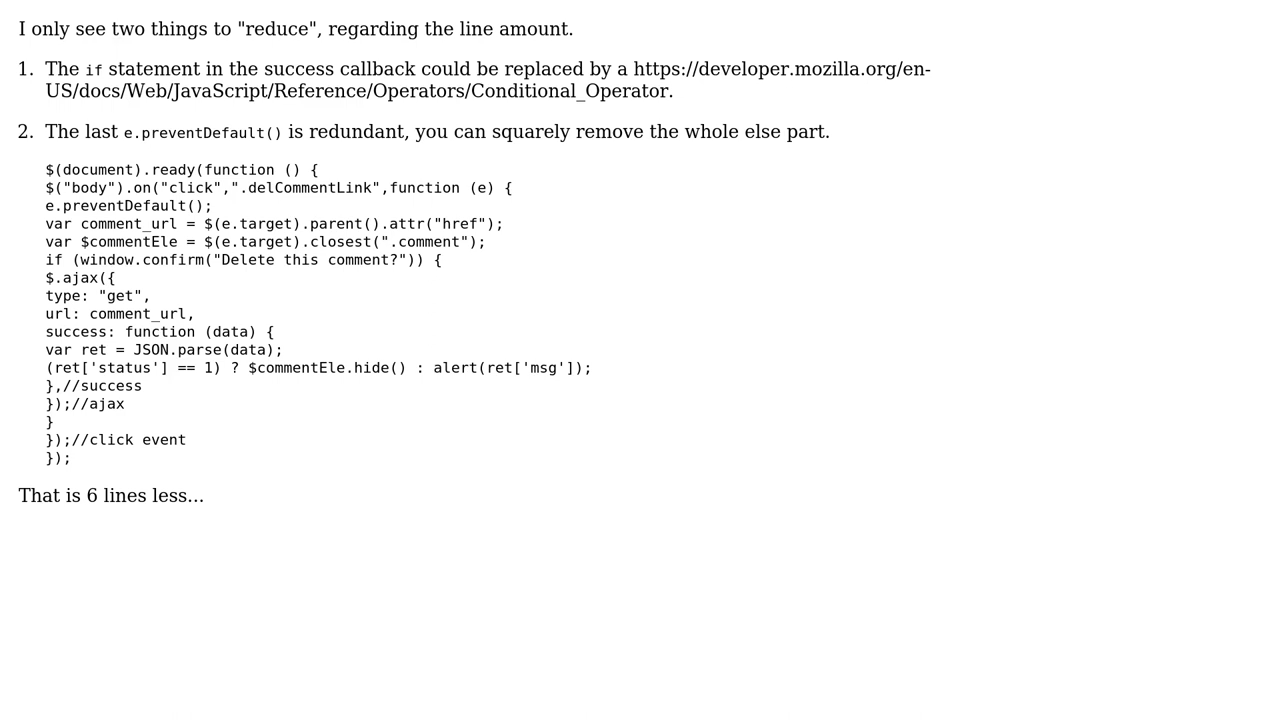 I only see two things to "reduce", regarding the line amount.
1. The if statement in the success callback could be replaced by a https://developer.mozilla.org/en-
US/docs/Web/JavaScript/Reference/Operators/Conditional_Operator.
2. The last e.preventDefault() is redundant, you can squarely remove the whole else part.
$(document).ready(function () {
$("body").on("click",".delCommentLink",function (e) {
e.preventDefault();
var comment_url = $(e.target).parent().attr("href");
var $commentEle = $(e.target).closest(".comment");
if (window.confirm("Delete this comment?")) {
$.ajax({
type: "get",
url: comment_url,
success: function (data) {
var ret = JSON.parse(data);
(ret['status'] == 1) ? $commentEle.hide() : alert(ret['msg']);
},//success
});//ajax
}
});//click event
});
That is 6 lines less...